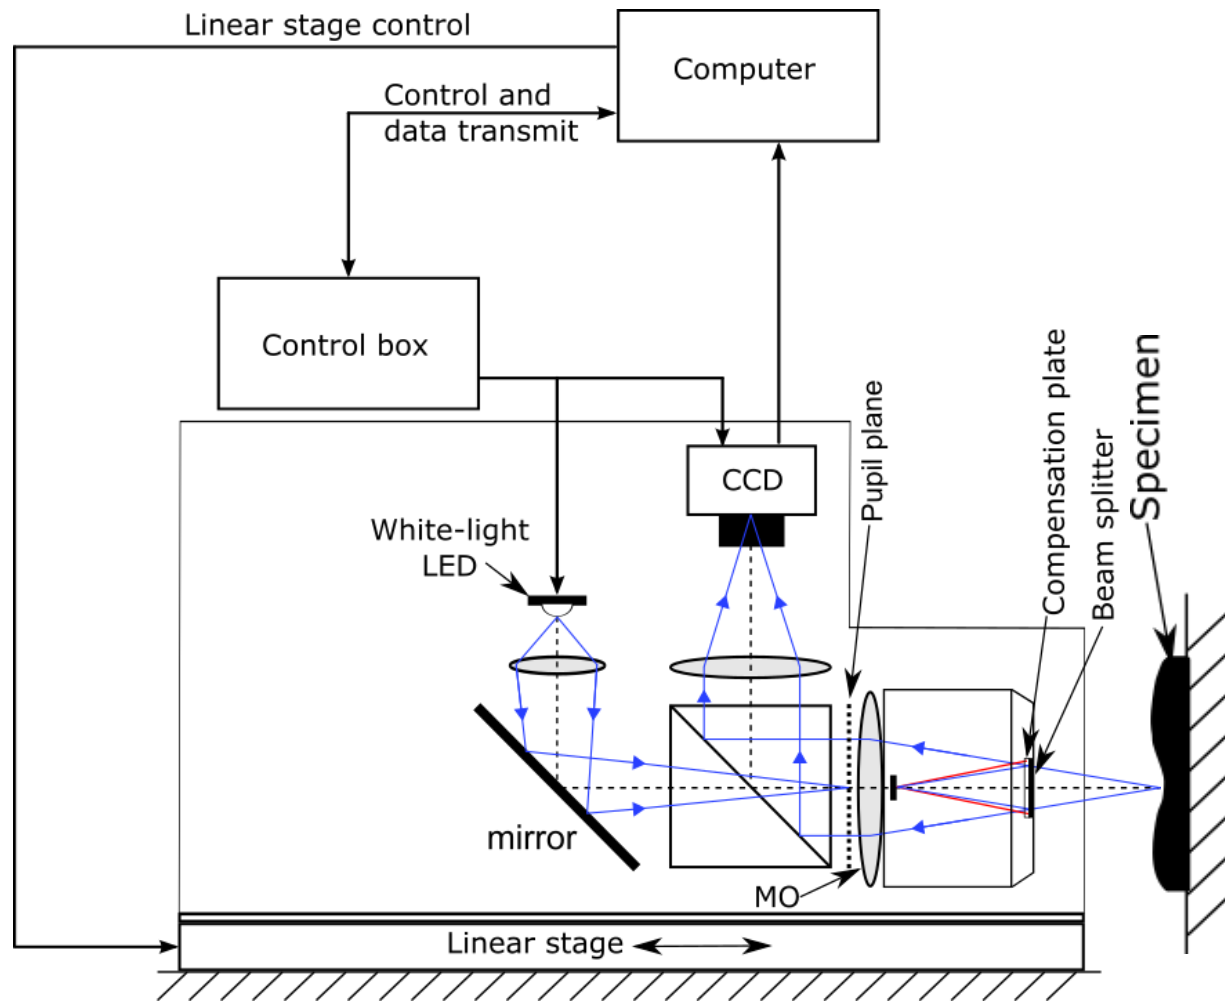 Linear stage control
Computer
Control and
data transmit
Control box
CCD
White-light
LED
Pupil plane
Compensation plate
Beam splitter
Specimen
mirror
MO
Linear stage